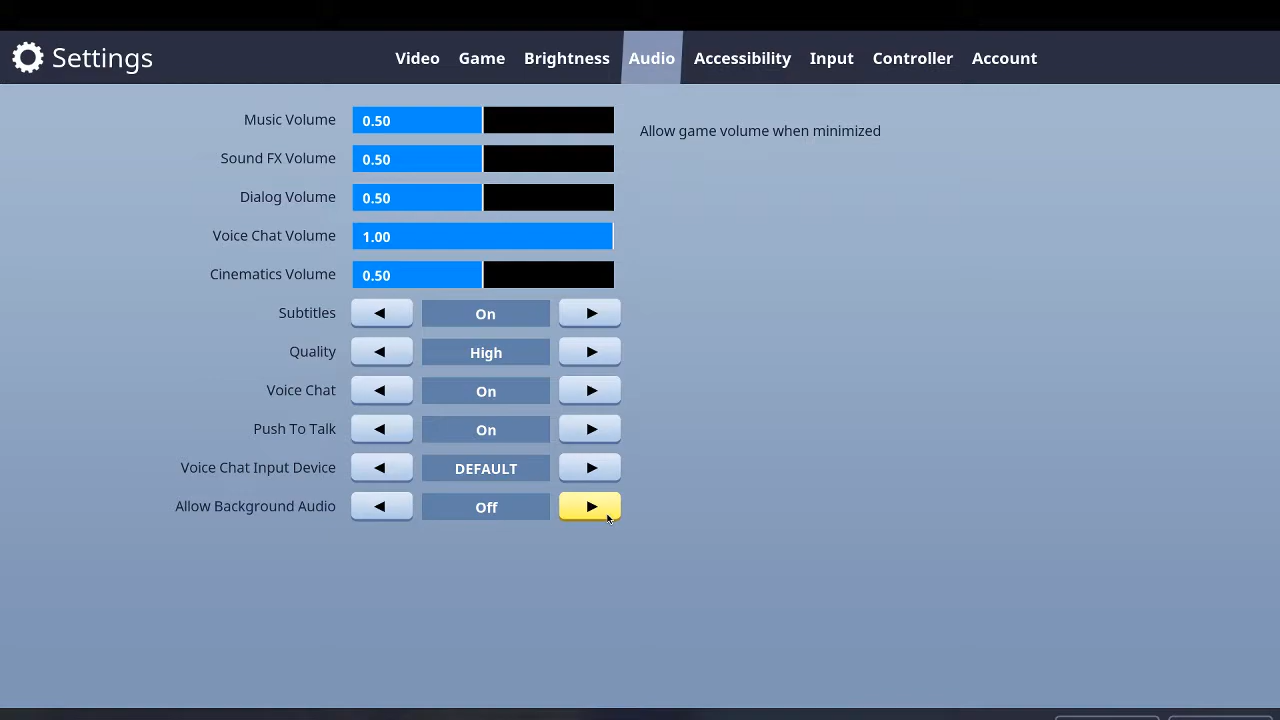 Settings
Video Game Brightness Audio Accessibility Input Controller Account
Music Volume 0.50
Allow game volume when minimized
Sound FX Volume 0.50
Dialog Volume 0.50
Voice Chat Volume 1.00
Cinematics Volume 0.50
Subtitles On
Quality High
Voice Chat On
Push To Talk On
Voice Chat Input Device DEFAULT
Allow Background Audio Off